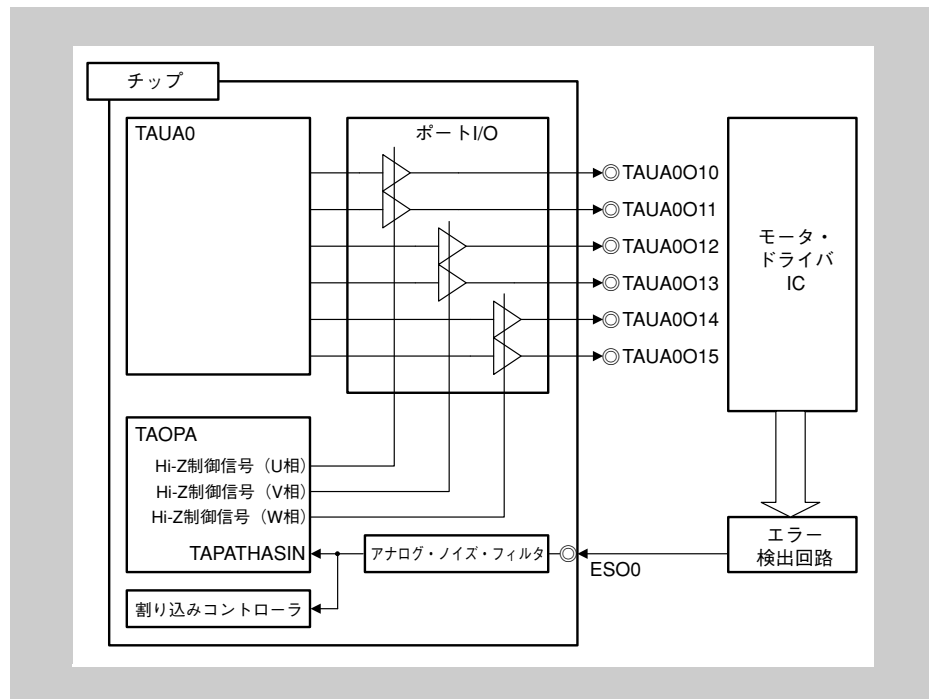 チップ
TAUA0
ポートI/O
TAUA0O10
TAUA0O11
TAUA0O12
TAUA0O13
TAUA0O14
TAUA0O15
モータ・
ドライバ
IC
TAOPA
Hi-Z制御信号（U相）
Hi-Z制御信号（V相）
Hi-Z制御信号（W相）
TAPATHASIN
アナログ・ノイズ・フィルタ
ESO0
エラー
検出回路
割り込みコントローラ